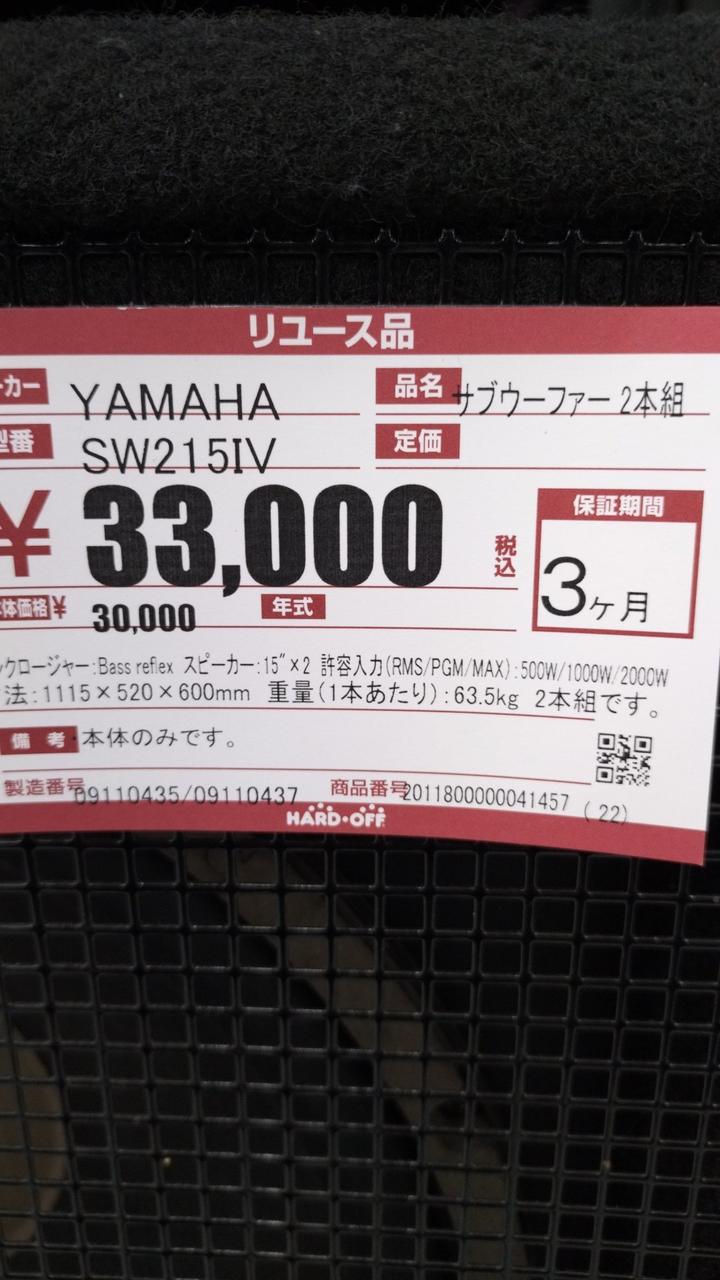 リユース品
ーカー YAMAHA 品名 サブウーファー 2本組
型番 SW215IV 定価
¥33,000 税込 保証期間 3ヶ月
体価格¥ 30,000 年式
ンクロージャー:Bass reflex スピーカー:15"×2 許容入力(RMS/PGM/MAX):500W/1000W/2000W
法:1115×520×600mm 重量(1本あたり):63.5kg 2本組です。
備考 本体のみです。
製造番号 09110435/09110437 商品番号 2011800000041457 (22)
HARD・OFF